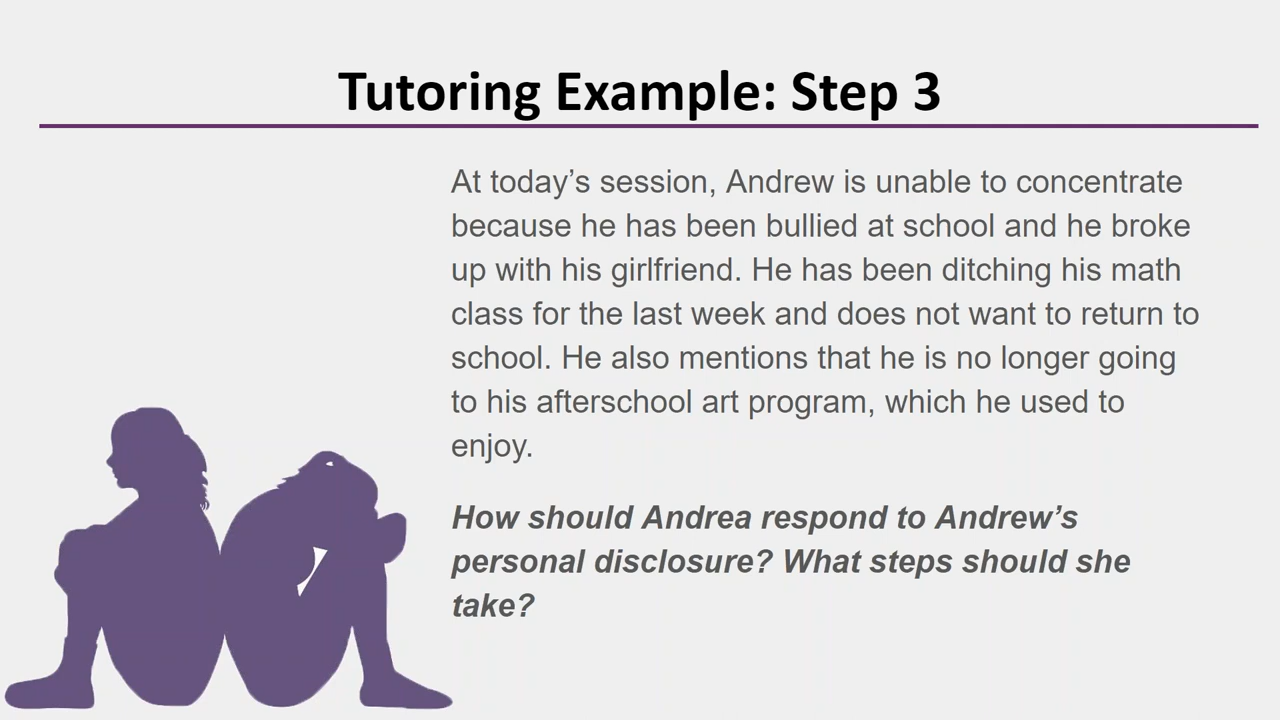 Tutoring Example: Step 3
At today’s session, Andrew is unable to concentrate
because he has been bullied at school and he broke
up with his girlfriend. He has been ditching his math
class for the last week and does not want to return to
school. He also mentions that he is no longer going
to his afterschool art program, which he used to
enjoy.
How should Andrea respond to Andrew’s
personal disclosure? What steps should she
take?